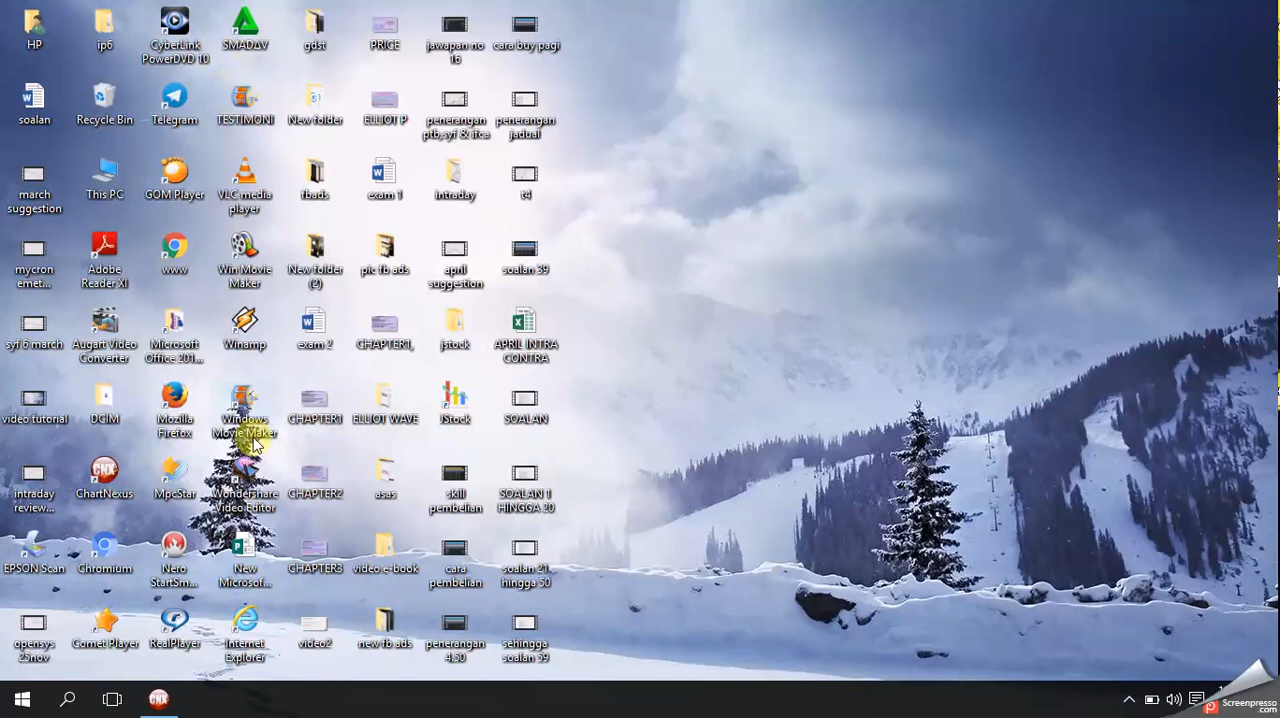 HP
ip6
CyberLink
PowerDVD 10
SMADΔV
gdst
PRICE
jawapan no
16
cara buy pagi
soalan
Recycle Bin
Telegram
TESTIMONI
New folder
ELLIOT P
penerangan
ptb,syf & ifca
penerangan
jadual
march
suggestion
This PC
GOM Player
VLC media
player
fbads
exam 1
intraday
t4
mycron
emet...
Adobe
Reader XI
www
Win Movie
Maker
New folder
(2)
pic fb ads
april
suggestion
soalan 39
syf 6 march
Augart Video
Converter
Microsoft
Office 201...
Winamp
exam 2
CHAPTER1,
jstock
APRIL INTRA
CONTRA
video tutorial
DCIM
Mozilla
Firefox
Windows
Movie Maker
CHAPTER1
ELLIOT WAVE
JStock
SOALAN
intraday
review...
ChartNexus
MpcStar
Wondershare
Video Editor
CHAPTER2
asas
skill
pembelian
SOALAN 1
HINGGA 20
EPSON Scan
Chromium
Nero
StartSm...
New
Microsof...
CHAPTER3
video e-book
cara
pembelian
soalan 21
hingga 50
opensys
25nov
Comet Player
RealPlayer
Internet
Explorer
video2
new fb ads
penerangan
4.50
sehingga
soalan 59
CNX
Screenpresso
.com